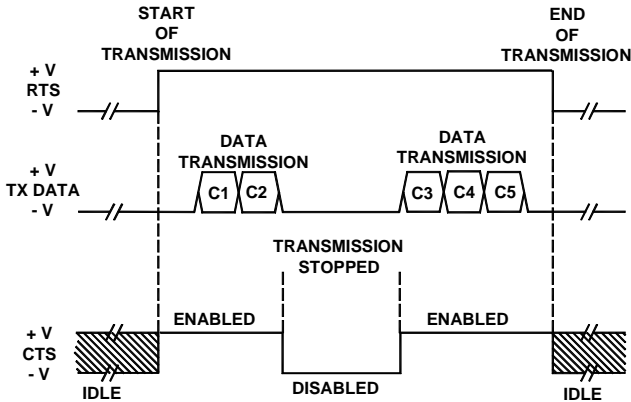 START
OF
TRANSMISSION
END
OF
TRANSMISSION
+ V
RTS
- V
DATA
TRANSMISSION
DATA
TRANSMISSION
+ V
TX DATA
- V
C1 C2 C3 C4 C5
TRANSMISSION
STOPPED
ENABLED ENABLED
+ V
CTS
- V
IDLE DISABLED IDLE